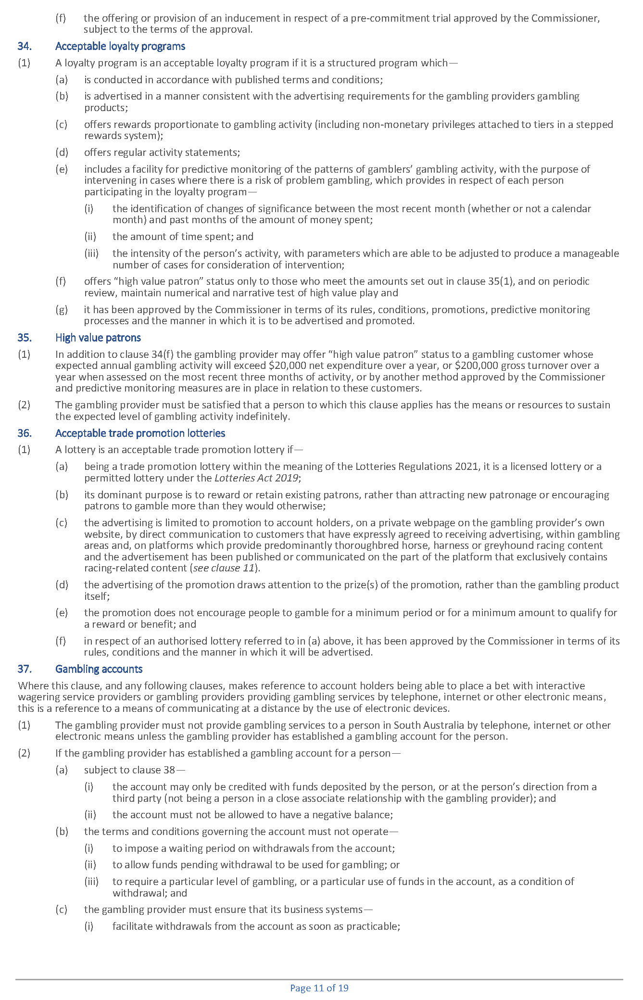 (f) the offering or provision of an inducement in respect of a pre-commitment trial approved by the Commissioner,
subject to the terms of the approval.
34. Acceptable loyalty programs
(1) A loyalty program is an acceptable loyalty program if it is a structured program which—
(a) is conducted in accordance with published terms and conditions;
(b) is advertised in a manner consistent with the advertising requirements for the gambling providers gambling
products;
(c) offers rewards proportionate to gambling activity (including non-monetary privileges attached to tiers in a stepped
rewards system);
(d) offers regular activity statements;
(e) includes a facility for predictive monitoring of the patterns of gamblers’ gambling activity, with the purpose of
intervening in cases where there is a risk of problem gambling, which provides in respect of each person
participating in the loyalty program—
(i) the identification of changes of significance between the most recent month (whether or not a calendar
month) and past months of the amount of money spent;
(ii) the amount of time spent; and
(iii) the intensity of the person’s activity, with parameters which are able to be adjusted to produce a manageable
number of cases for consideration of intervention;
(f) offers “high value patron” status only to those who meet the amounts set out in clause 35(1), and on periodic
review, maintain numerical and narrative test of high value play and
(g) it has been approved by the Commissioner in terms of its rules, conditions, promotions, predictive monitoring
processes and the manner in which it is to be advertised and promoted.
35. High value patrons
(1) In addition to clause 34(f) the gambling provider may offer “high value patron” status to a gambling customer whose
expected annual gambling activity will exceed $20,000 net expenditure over a year, or $200,000 gross turnover over a
year when assessed on the most recent three months of activity, or by another method approved by the Commissioner
and predictive monitoring measures are in place in relation to these customers.
(2) The gambling provider must be satisfied that a person to which this clause applies has the means or resources to sustain
the expected level of gambling activity indefinitely.
36. Acceptable trade promotion lotteries
(1) A lottery is an acceptable trade promotion lottery if—
(a) being a trade promotion lottery within the meaning of the Lotteries Regulations 2021, it is a licensed lottery or a
permitted lottery under the Lotteries Act 2019;
(b) its dominant purpose is to reward or retain existing patrons, rather than attracting new patronage or encouraging
patrons to gamble more than they would otherwise;
(c) the advertising is limited to promotion to account holders, on a private webpage on the gambling provider’s own
website, by direct communication to customers that have expressly agreed to receiving advertising, within gambling
areas and, on platforms which provide predominantly thoroughbred horse, harness or greyhound racing content
and the advertisement has been published or communicated on the part of the platform that exclusively contains
racing-related content (see clause 11).
(d) the advertising of the promotion draws attention to the prize(s) of the promotion, rather than the gambling product
itself;
(e) the promotion does not encourage people to gamble for a minimum period or for a minimum amount to qualify for
a reward or benefit; and
(f) in respect of an authorised lottery referred to in (a) above, it has been approved by the Commissioner in terms of its
rules, conditions and the manner in which it will be advertised.
37. Gambling accounts
Where this clause, and any following clauses, makes reference to account holders being able to place a bet with interactive
wagering service providers or gambling providers providing gambling services by telephone, internet or other electronic means,
this is a reference to a means of communicating at a distance by the use of electronic devices.
(1) The gambling provider must not provide gambling services to a person in South Australia by telephone, internet or other
electronic means unless the gambling provider has established a gambling account for the person.
(2) If the gambling provider has established a gambling account for a person—
(a) subject to clause 38—
(i) the account may only be credited with funds deposited by the person, or at the person’s direction from a
third party (not being a person in a close associate relationship with the gambling provider); and
(ii) the account must not be allowed to have a negative balance;
(b) the terms and conditions governing the account must not operate—
(i) to impose a waiting period on withdrawals from the account;
(ii) to allow funds pending withdrawal to be used for gambling; or
(iii) to require a particular level of gambling, or a particular use of funds in the account, as a condition of
withdrawal; and
(c) the gambling provider must ensure that its business systems—
(i) facilitate withdrawals from the account as soon as practicable;
Page 11 of 19